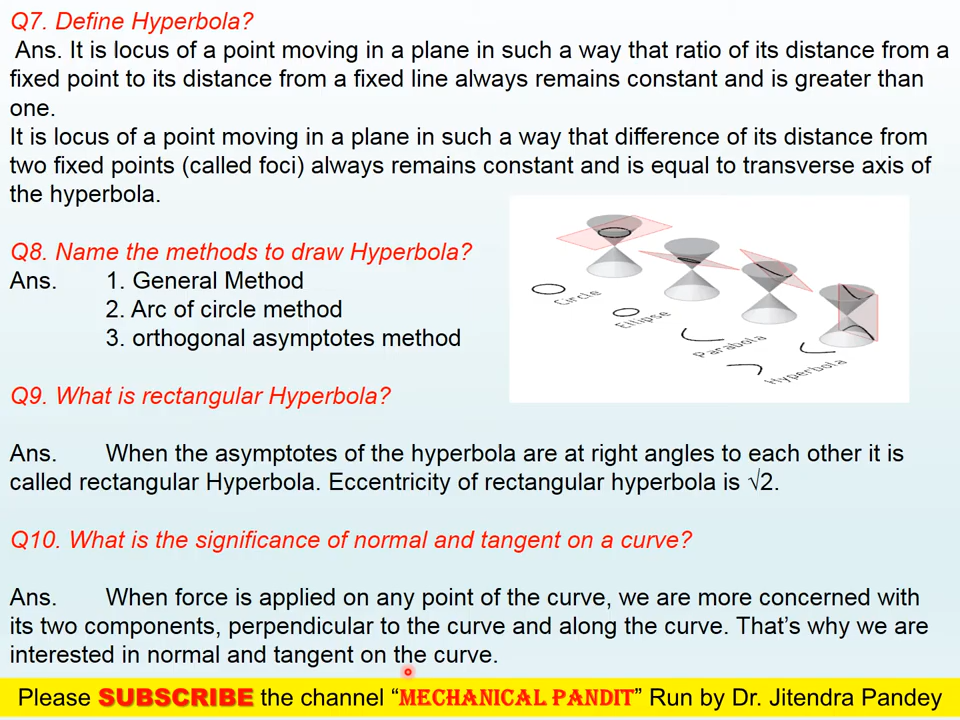 Q7. Define Hyperbola?
Ans. It is locus of a point moving in a plane in such a way that ratio of its distance from a
fixed point to its distance from a fixed line always remains constant and is greater than
one.
It is locus of a point moving in a plane in such a way that difference of its distance from
two fixed points (called foci) always remains constant and is equal to transverse axis of
the hyperbola.
Q8. Name the methods to draw Hyperbola?
Ans. 1. General Method
2. Arc of circle method
3. orthogonal asymptotes method
Circle
Ellipse
Parabola
Hyperbola
Q9. What is rectangular Hyperbola?
Ans. When the asymptotes of the hyperbola are at right angles to each other it is
called rectangular Hyperbola. Eccentricity of rectangular hyperbola is √2.
Q10. What is the significance of normal and tangent on a curve?
Ans. When force is applied on any point of the curve, we are more concerned with
its two components, perpendicular to the curve and along the curve. That’s why we are
interested in normal and tangent on the curve.
Please SUBSCRIBE the channel “MECHANICAL PANDIT” Run by Dr. Jitendra Pandey